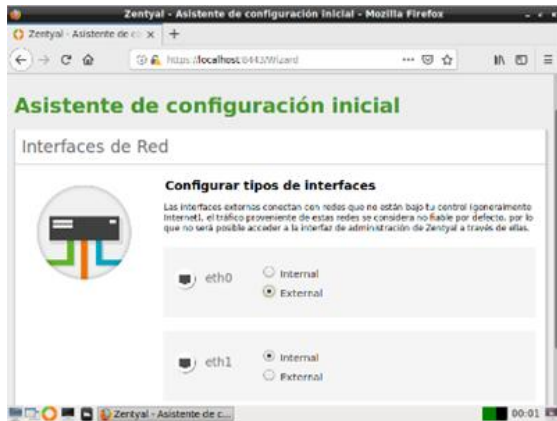 Zentyal - Asistente de configuración inicial - Mozilla Firefox
Zentyal - Asistente de
https://localhost:8443/Wizard
Asistente de configuración inicial
Interfaces de Red
Configurar tipos de interfaces
Las interfaces externas conectan con redes que no están bajo tu control (generalmente
Internet), el tráfico proveniente de estas redes se considera no fiable por defecto, por lo
que no será posible acceder a la interfaz de administración de Zentyal a través de ellas.
eth0
Internal
External
eth1
Internal
External
Zentyal - Asistente de c...
00:01